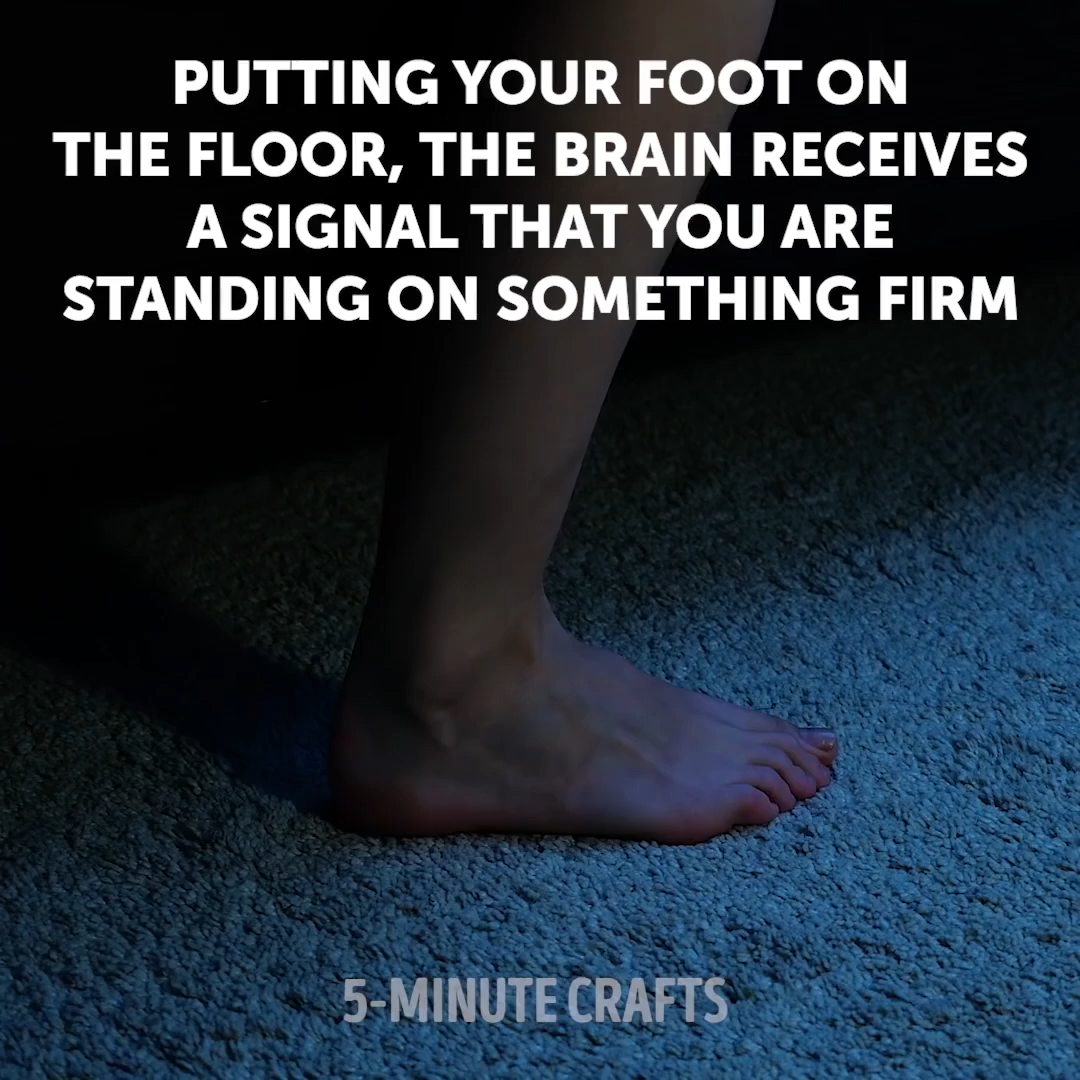 PUTTING YOUR FOOT ON
THE FLOOR, THE BRAIN RECEIVES
A SIGNAL THAT YOU ARE
STANDING ON SOMETHING FIRM
5-MINUTE CRAFTS